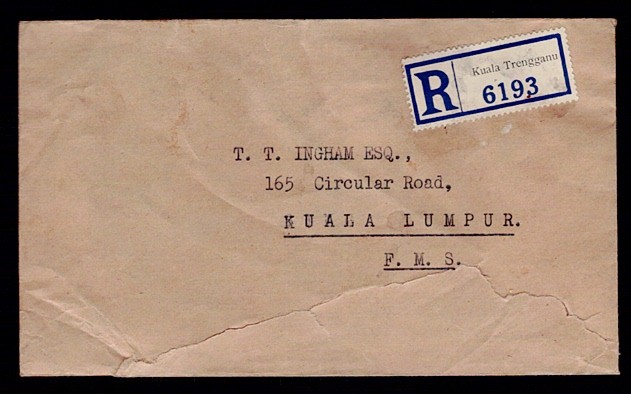 R Kuala Trengganu
6193
T. T. INGHAM ESQ.,
165 Circular Road,
KUALA LUMPUR.
F. M. S.